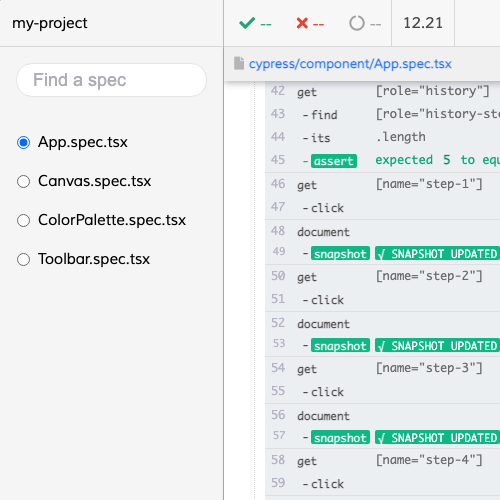 my-project
Find a spec
App.spec.tsx
Canvas.spec.tsx
ColorPalette.spec.tsx
Toolbar.spec.tsx
✓ -- ✗ -- -- 12.21
cypress/component/App.spec.tsx
42 get [role="history"]
43 -find [role="history-ste
44 -its .length
45 -assert expected 5 to equ
46 get [name="step-1"]
47 -click
48 document
49 -snapshot √ SNAPSHOT UPDATED
50 get [name="step-2"]
51 -click
52 document
53 -snapshot √ SNAPSHOT UPDATED
54 get [name="step-3"]
55 -click
56 document
57 -snapshot √ SNAPSHOT UPDATED
58 get [name="step-4"]
59 -click